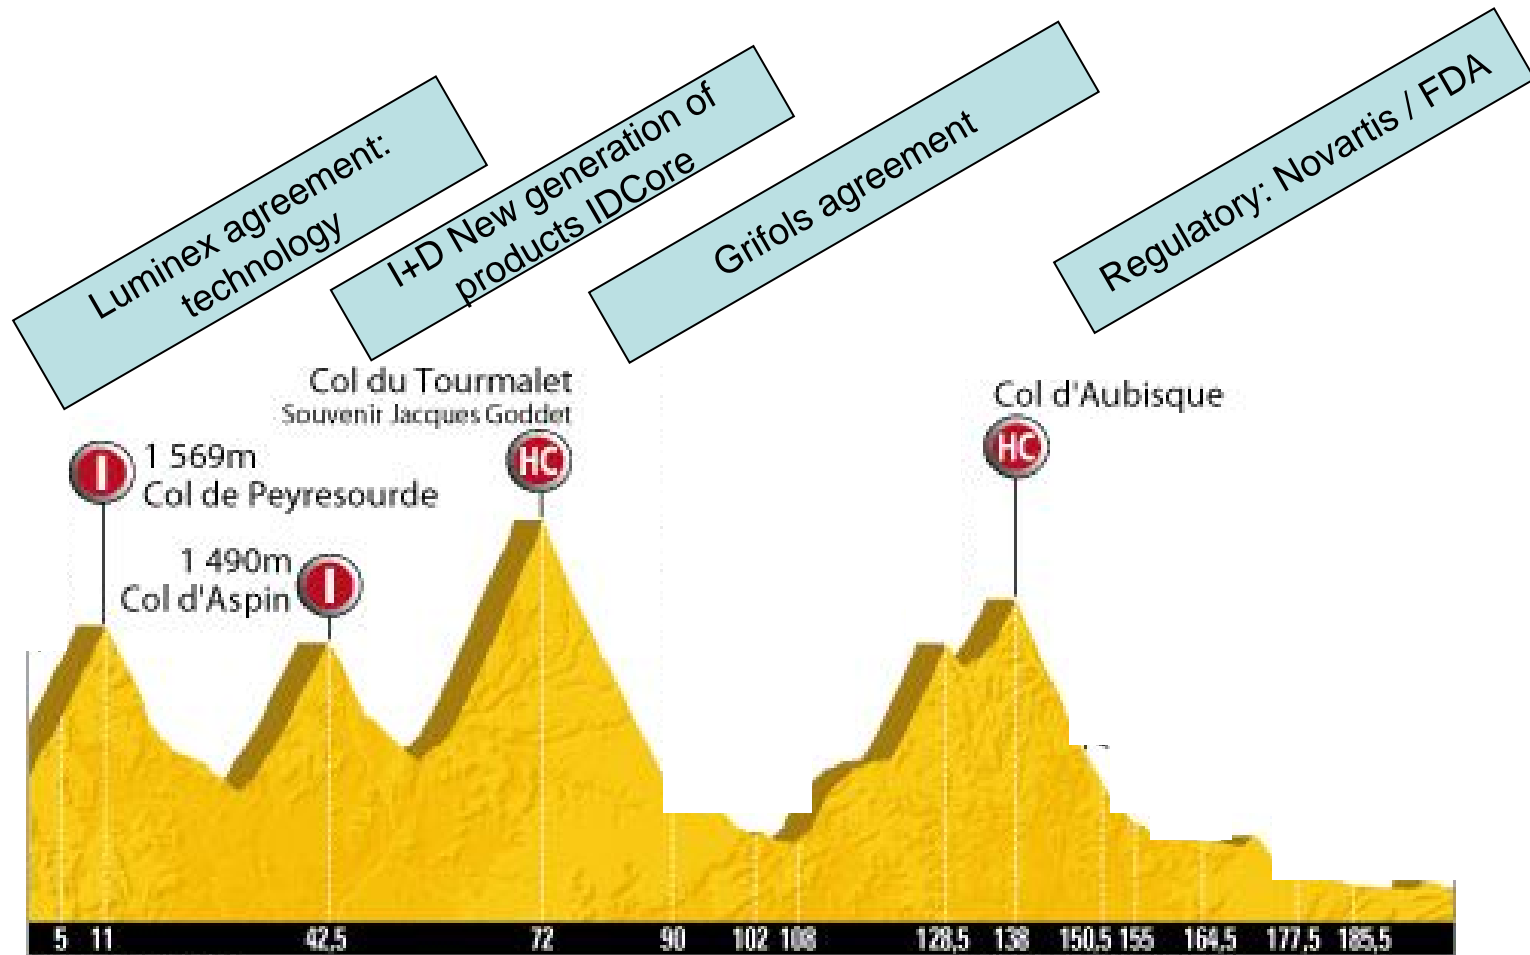 Luminex agreement:
technology
I+D New generation of
products IDCore
Grifols agreement
Regulatory: Novartis / FDA
Col du Tourmalet
Souvenir Jacques Goddet
HC
Col d'Aubisque
HC
I
1 569m
Col de Peyresourde
1 490m
Col d'Aspin
I
5 11 42,5 72 90 102 108 128,5 138 150,5 155 164,5 177,5 185,5